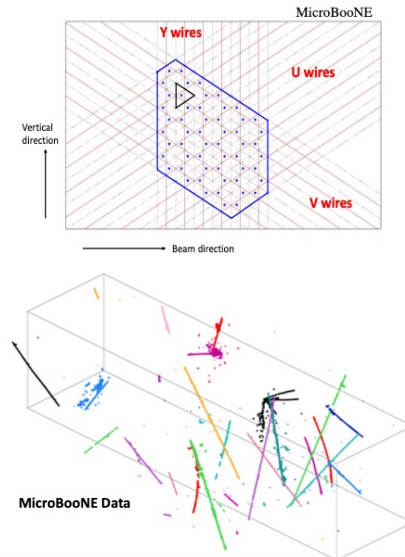 MicroBooNE
Y wires
U wires
Vertical
direction
V wires
Beam direction
MicroBooNE Data